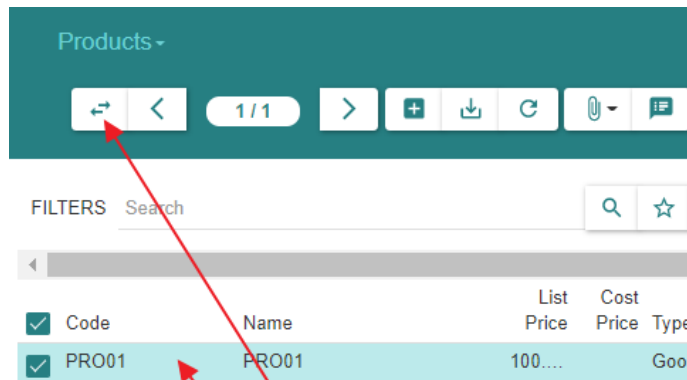 Products
1 / 1
FILTERS Search
List Cost
Code Name Price Price Type
PRO01 PRO01 100.... Goo